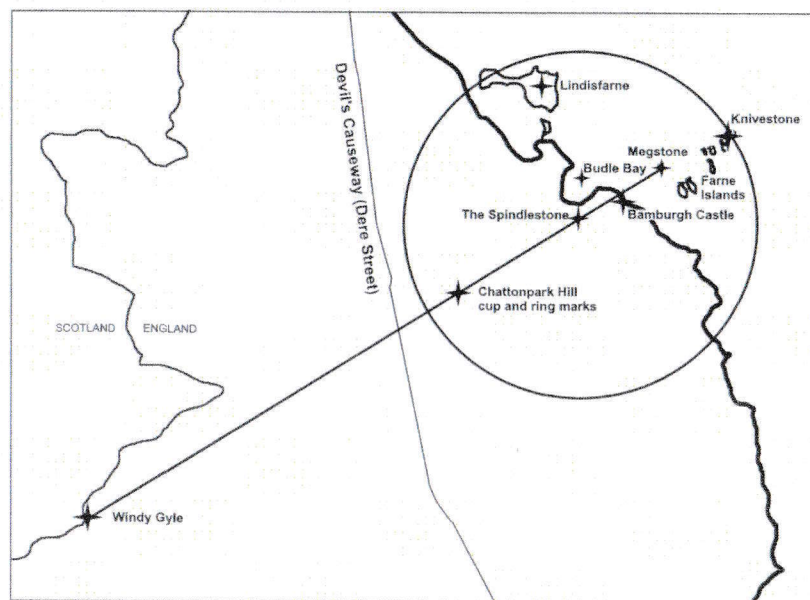 Devil's Causeway (Dere Street)
Lindisfarne
Knivestone
Megstone
Budle Bay
Farne
Islands
The Spindlestone
Bamburgh Castle
Chattonpark Hill
cup and ring marks
SCOTLAND ENGLAND
Windy Gyle